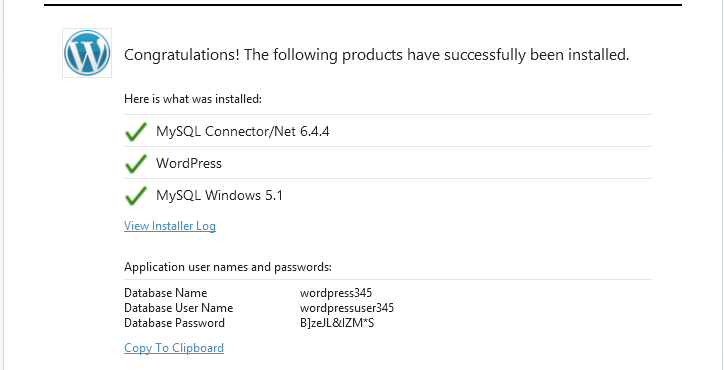 Congratulations! The following products have successfully been installed.
Here is what was installed:
MySQL Connector/Net 6.4.4
WordPress
MySQL Windows 5.1
View Installer Log
Application user names and passwords:
Database Name wordpress345
Database User Name wordpressuser345
Database Password B]zeJL&IZM*S
Copy To Clipboard